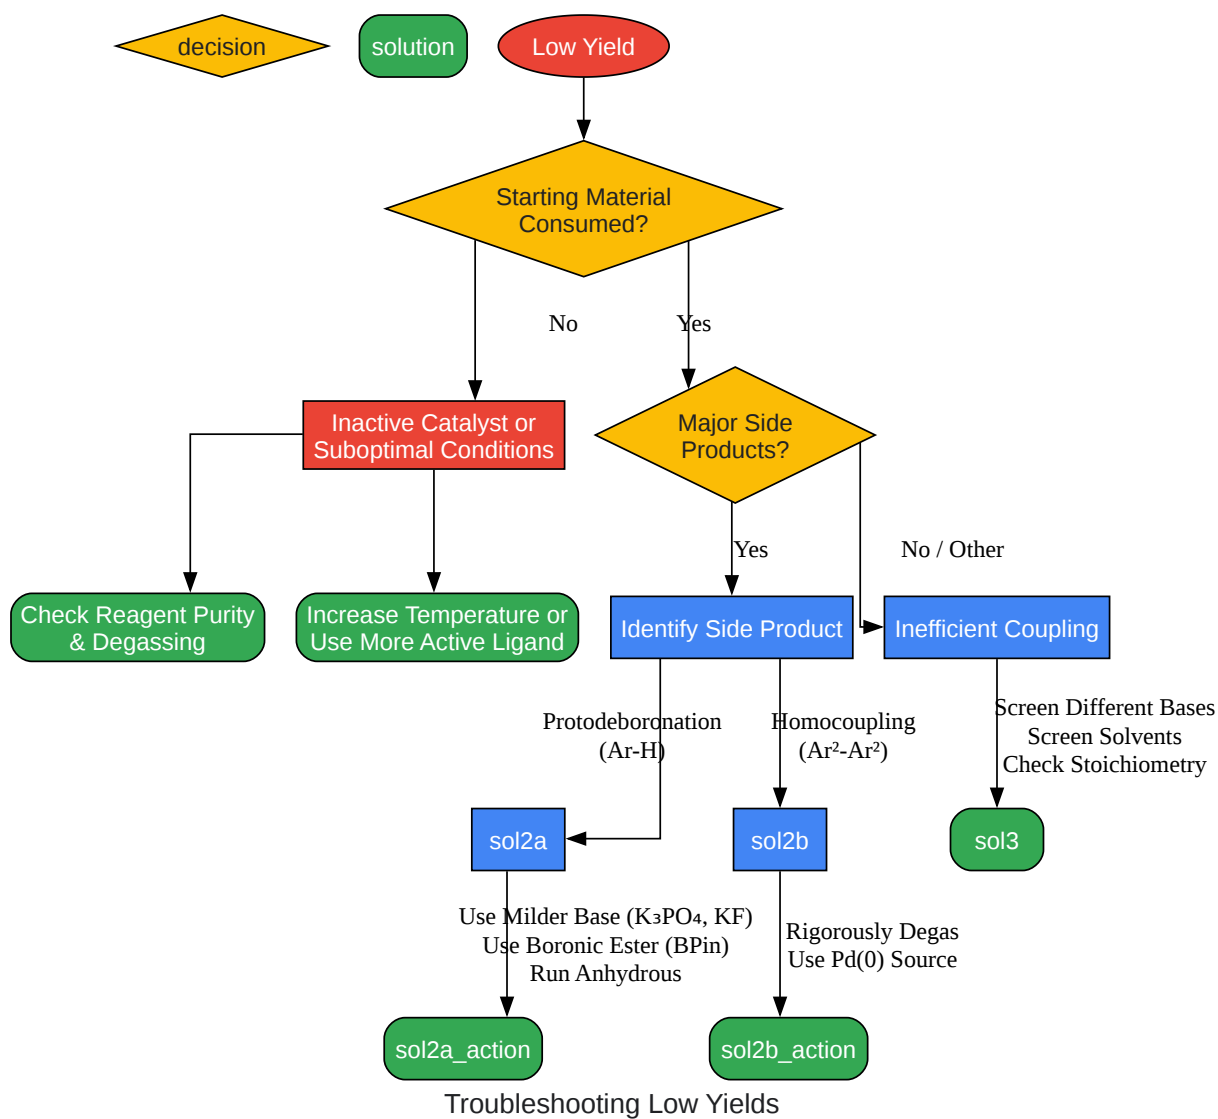 decision
solution
Low Yield
Starting Material
Consumed?
No
Yes
Inactive Catalyst or
Suboptimal Conditions
Major Side
Products?
Yes
No / Other
Check Reagent Purity
& Degassing
Increase Temperature or
Use More Active Ligand
Identify Side Product
Inefficient Coupling
Protodeboronation
(Ar-H)
Homocoupling
(Ar²-Ar²)
Screen Different Bases
Screen Solvents
Check Stoichiometry
sol2a
sol2b
sol3
Use Milder Base (K₃PO₄, KF)
Use Boronic Ester (BPin)
Run Anhydrous
Rigorously Degas
Use Pd(0) Source
sol2a_action
sol2b_action
Troubleshooting Low Yields